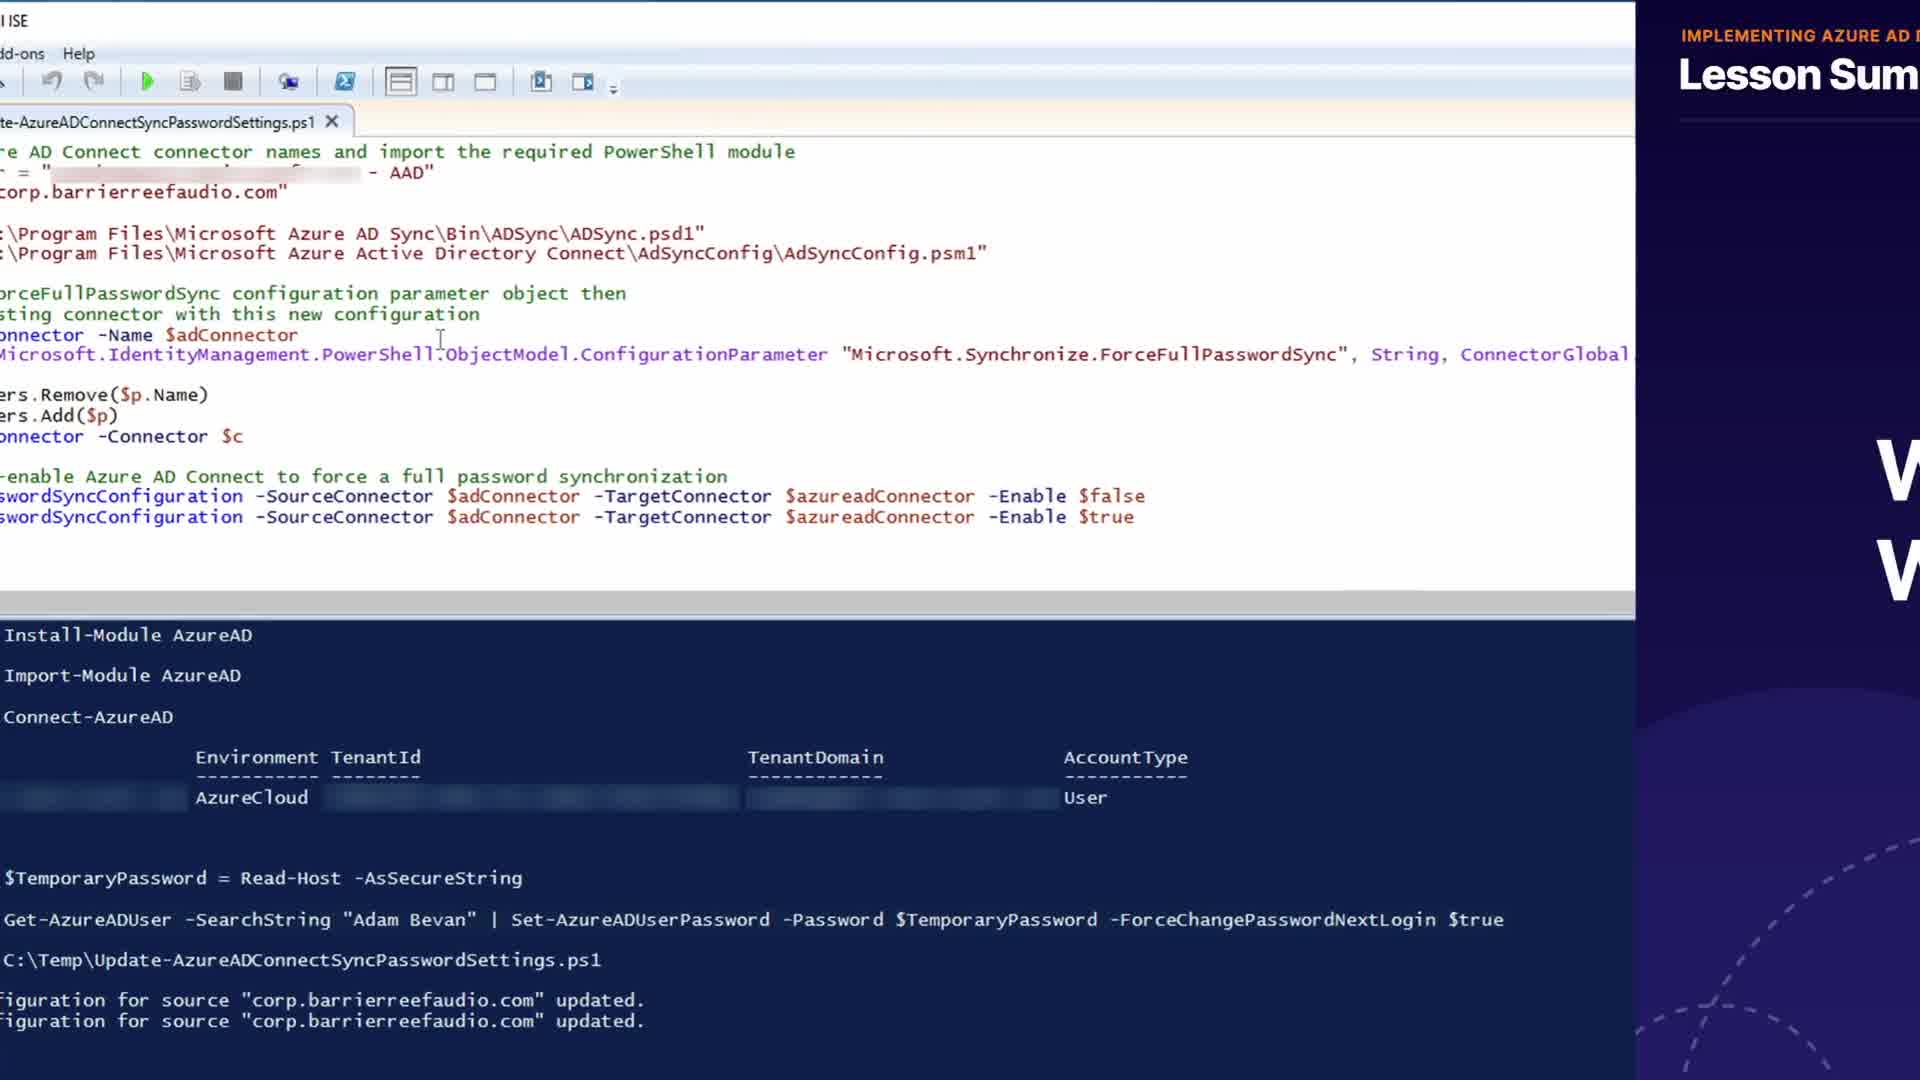 ISE
dd-ons Help
te-AzureADConnectSyncPasswordSettings.ps1
re AD Connect connector names and import the required PowerShell module
r = " - AAD"
corp.barrierreefaudio.com"
:\Program Files\Microsoft Azure AD Sync\Bin\ADSync\ADSync.psd1"
:\Program Files\Microsoft Azure Active Directory Connect\AdSyncConfig\AdSyncConfig.psm1"
orceFullPasswordSync configuration parameter object then
sting connector with this new configuration
onnector -Name $adConnector
Microsoft.IdentityManagement.PowerShell.ObjectModel.ConfigurationParameter "Microsoft.Synchronize.ForceFullPasswordSync", String, ConnectorGlobal.
ers.Remove($p.Name)
ers.Add($p)
onnector -Connector $c
-enable Azure AD Connect to force a full password synchronization
swordSyncConfiguration -SourceConnector $adConnector -TargetConnector $azureadConnector -Enable $false
swordSyncConfiguration -SourceConnector $adConnector -TargetConnector $azureadConnector -Enable $true
Install-Module AzureAD
Import-Module AzureAD
Connect-AzureAD
Environment TenantId TenantDomain AccountType
----------- -------- ------------ -----------
AzureCloud User
$TemporaryPassword = Read-Host -AsSecureString
Get-AzureADUser -SearchString "Adam Bevan" | Set-AzureADUserPassword -Password $TemporaryPassword -ForceChangePasswordNextLogin $true
C:\Temp\Update-AzureADConnectSyncPasswordSettings.ps1
figuration for source "corp.barrierreefaudio.com" updated.
figuration for source "corp.barrierreefaudio.com" updated.
IMPLEMENTING AZURE AD
Lesson Sum
W
W